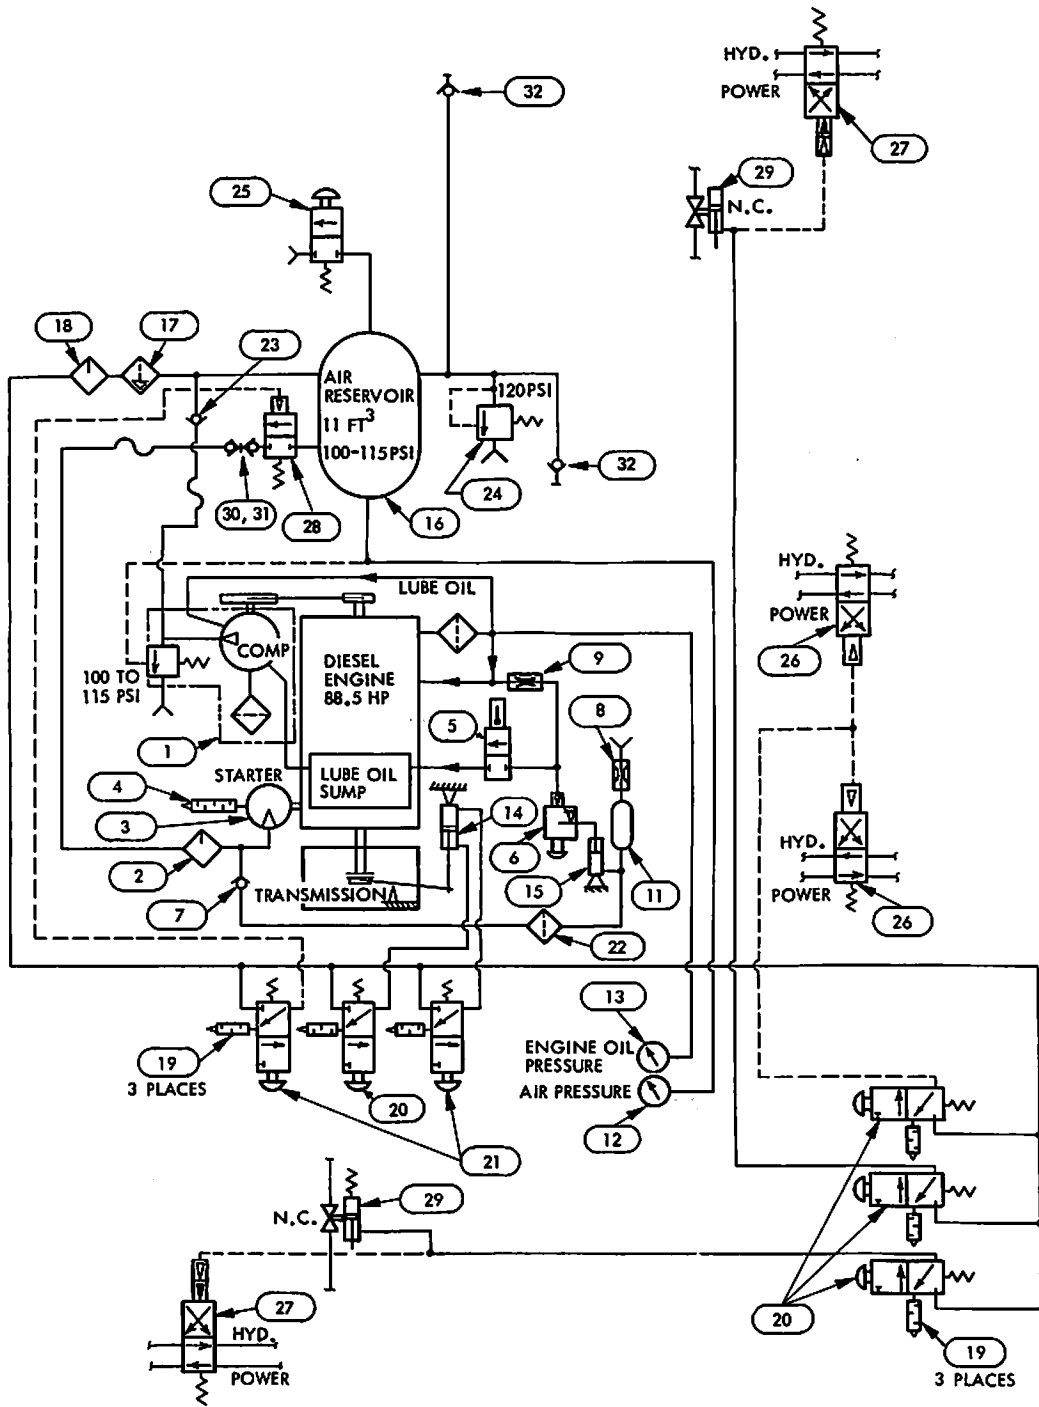 32
HYD.
POWER
27
29
N.C.
25
18
17
23
AIR
RESERVOIR
11 FT3
100-115PSI
120PSI
32
24
30, 31
28
16
HYD.
POWER
26
LUBE OIL
COMP
DIESEL
ENGINE
88.5 HP
100 TO
115 PSI
9
1
5
8
STARTER
LUBE OIL
SUMP
4
3
14
6
2
15
11
TRANSMISSION
7
22
HYD.
POWER
26
13
ENGINE OIL
PRESSURE
AIR PRESSURE
12
19
3 PLACES
20
21
N.C.
29
27
HYD.
POWER
20
19
3 PLACES